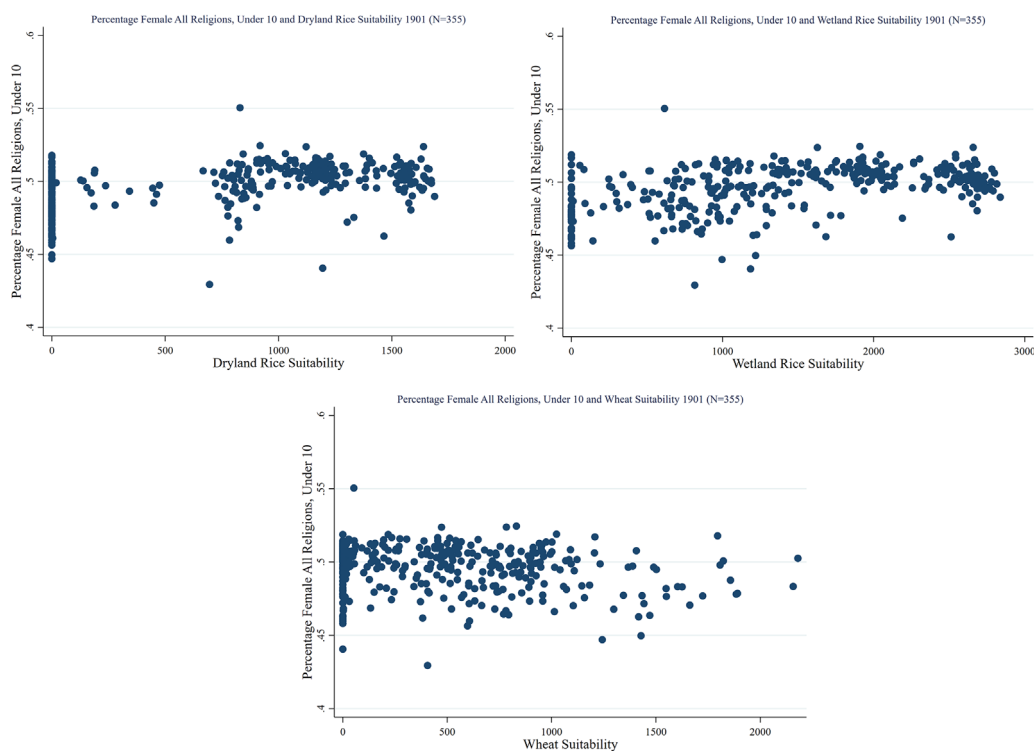 Percentage Female All Religions, Under 10 and Dryland Rice Suitability 1901 (N=355)
Percentage Female All Religions, Under 10
.6
.55
.5
.45
.4
0 500 1000 1500 2000
Dryland Rice Suitability
Percentage Female All Religions, Under 10 and Wetland Rice Suitability 1901 (N=355)
Percentage Female All Religions, Under 10
.6
.55
.5
.45
.4
0 1000 2000 3000
Wetland Rice Suitability
Percentage Female All Religions, Under 10 and Wheat Suitability 1901 (N=355)
Percentage Female All Religions, Under 10
.6
.55
.5
.45
.4
0 500 1000 1500 2000
Wheat Suitability